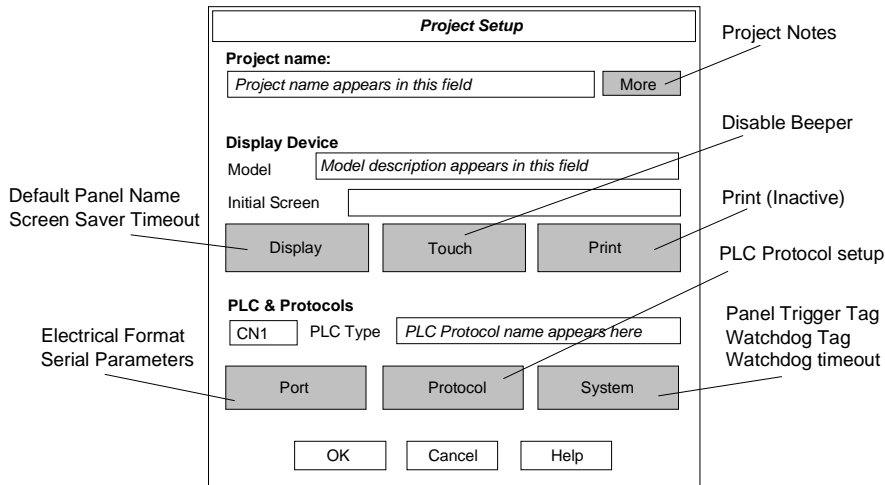 Project Setup
Project Notes
Project name:
Project name appears in this field
More
Disable Beeper
Display Device
Model
Model description appears in this field
Default Panel Name
Screen Saver Timeout
Initial Screen
Print (Inactive)
Display
Touch
Print
PLC Protocol setup
PLC & Protocols
CN1
PLC Type
PLC Protocol name appears here
Panel Trigger Tag
Watchdog Tag
Watchdog timeout
Electrical Format
Serial Parameters
Port
Protocol
System
OK
Cancel
Help